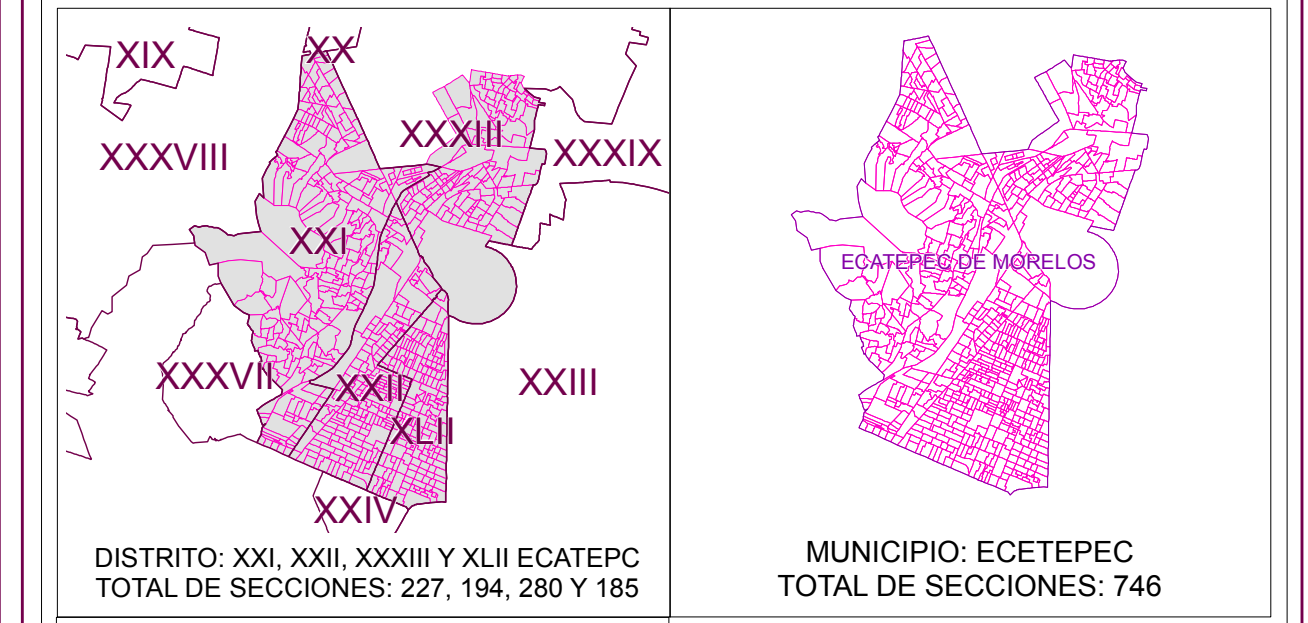 XIX
XX
XXXIII
XXXVIII
XXXIX
XXI
XXXVII
XXII
XXIII
XLII
XXIV
DISTRITO: XXI, XXII, XXXIII Y XLII ECATEPC
TOTAL DE SECCIONES: 227, 194, 280 Y 185
ECATEPEC DE MORELOS
MUNICIPIO: ECETEPEC
TOTAL DE SECCIONES: 746